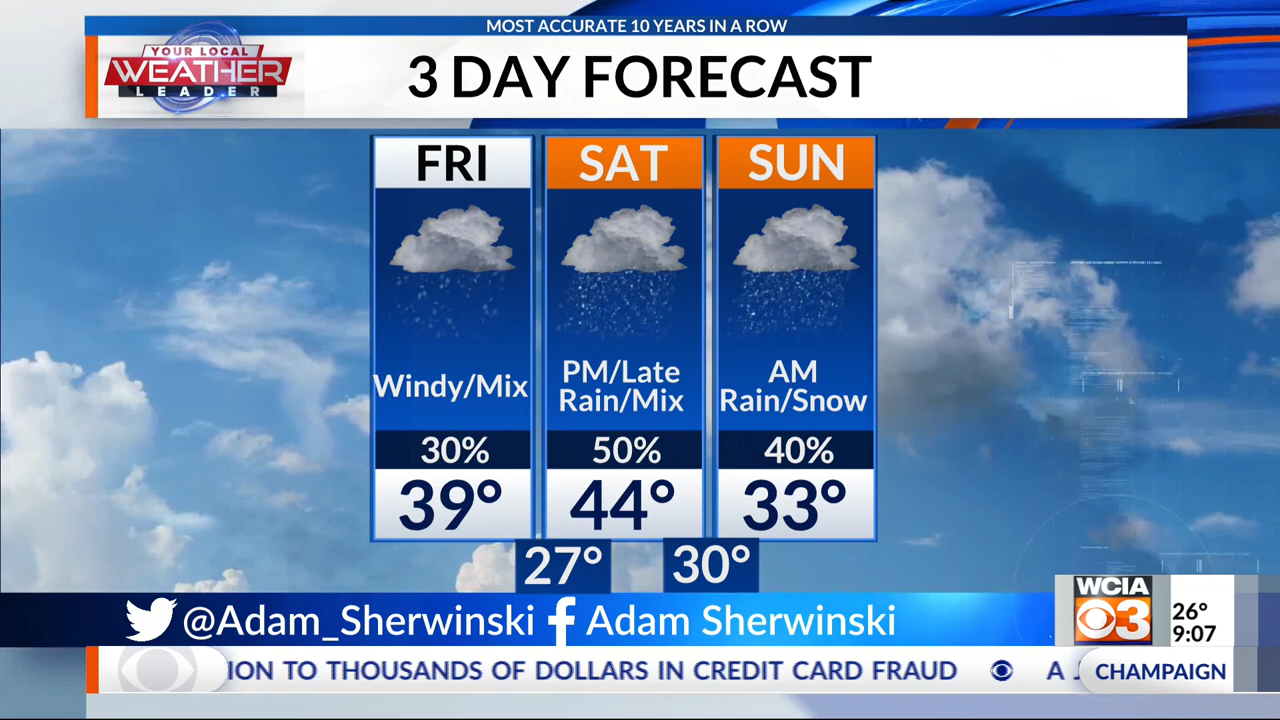 MOST ACCURATE 10 YEARS IN A ROW
YOUR LOCAL
WEATHER
LEADER
3 DAY FORECAST
FRI
SAT
SUN
Windy/Mix
PM/Late
Rain/Mix
AM
Rain/Snow
30%
50%
40%
39°
44°
33°
27°
30°
@Adam_Sherwinski
Adam Sherwinski
WCIA
3
26°
9:07
ION TO THOUSANDS OF DOLLARS IN CREDIT CARD FRAUD
A
CHAMPAIGN